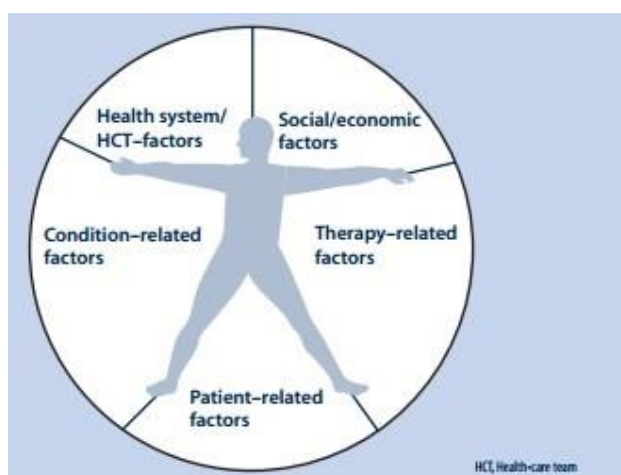 Health system/
HCT–factors
Social/economic
factors
Condition–related
factors
Therapy–related
factors
Patient–related
factors
HCT, Health-care team